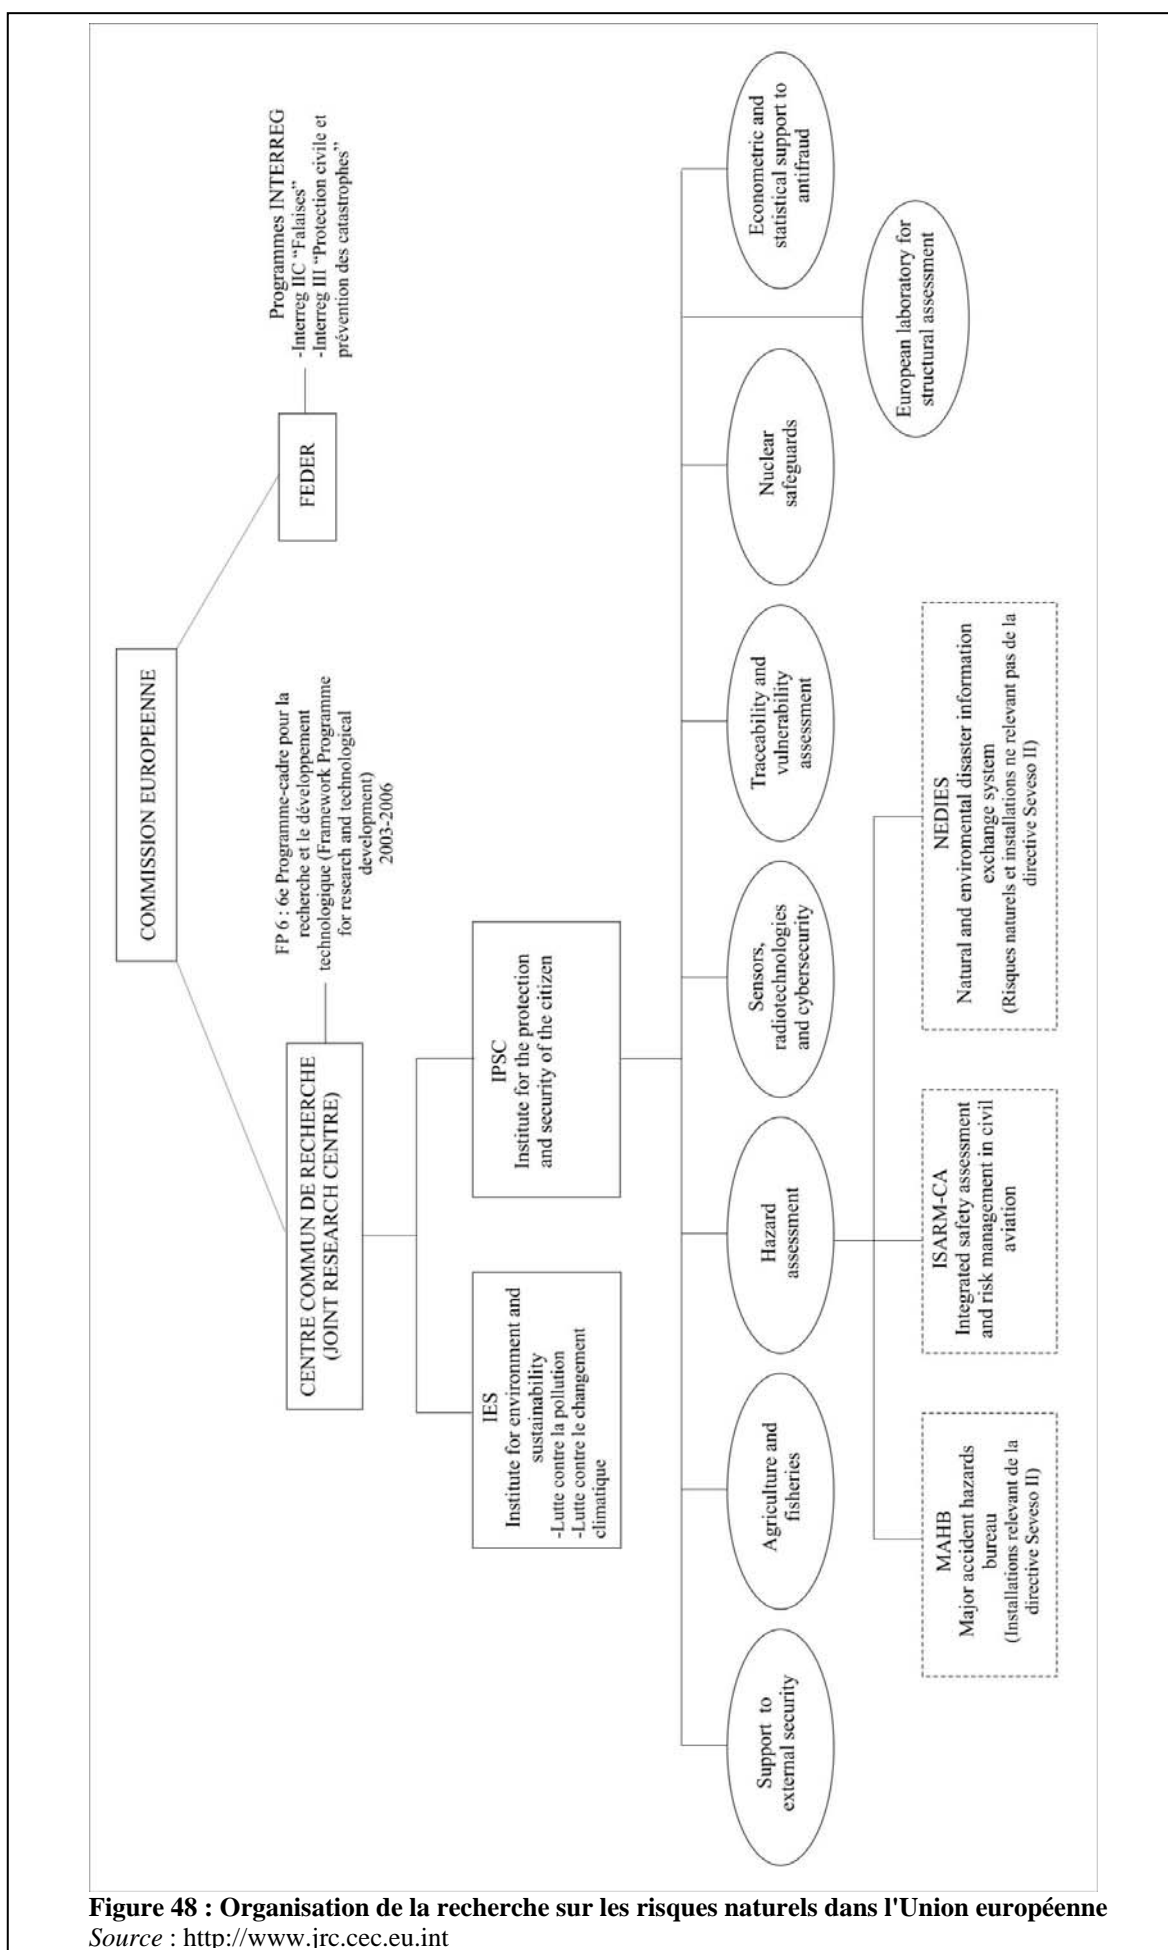 COMMISSION EUROPEENNE
CENTRE COMMUN DE RECHERCHE
(JOINT RESEARCH CENTRE)
FP 6 : 6e Programme-cadre pour la
recherche et le développement
technologique (Framework Programme
for research and technological
development)
2003-2006
FEDER
Programmes INTERREG
-Interreg IIC “Falaises”
-Interreg III “Protection civile et
prévention des catastrophes”
IES
Institute for environment and
sustainability
-Lutte contre la pollution
-Lutte contre le changement
climatique
IPSC
Institute for the protection
and security of the citizen
Support to
external security
Agriculture and
fisheries
Hazard
assessment
Sensors,
radiotechnologies
and cybersecurity
Traceability and
vulnerability
assessment
Nuclear
safeguards
European laboratory for
structural assessment
Econometric and
statistical support to
antifraud
MAHB
Major accident hazards
bureau
(Installations relevant de la
directive Seveso II)
ISARM-CA
Integrated safety assessment
and risk management in civil
aviation
NEDIES
Natural and enviromental disaster information
exchange system
(Risques naturels et installations ne relevant pas de la
directive Seveso II)
Figure 48 : Organisation de la recherche sur les risques naturels dans l'Union européenne
Source : http://www.jrc.cec.eu.int